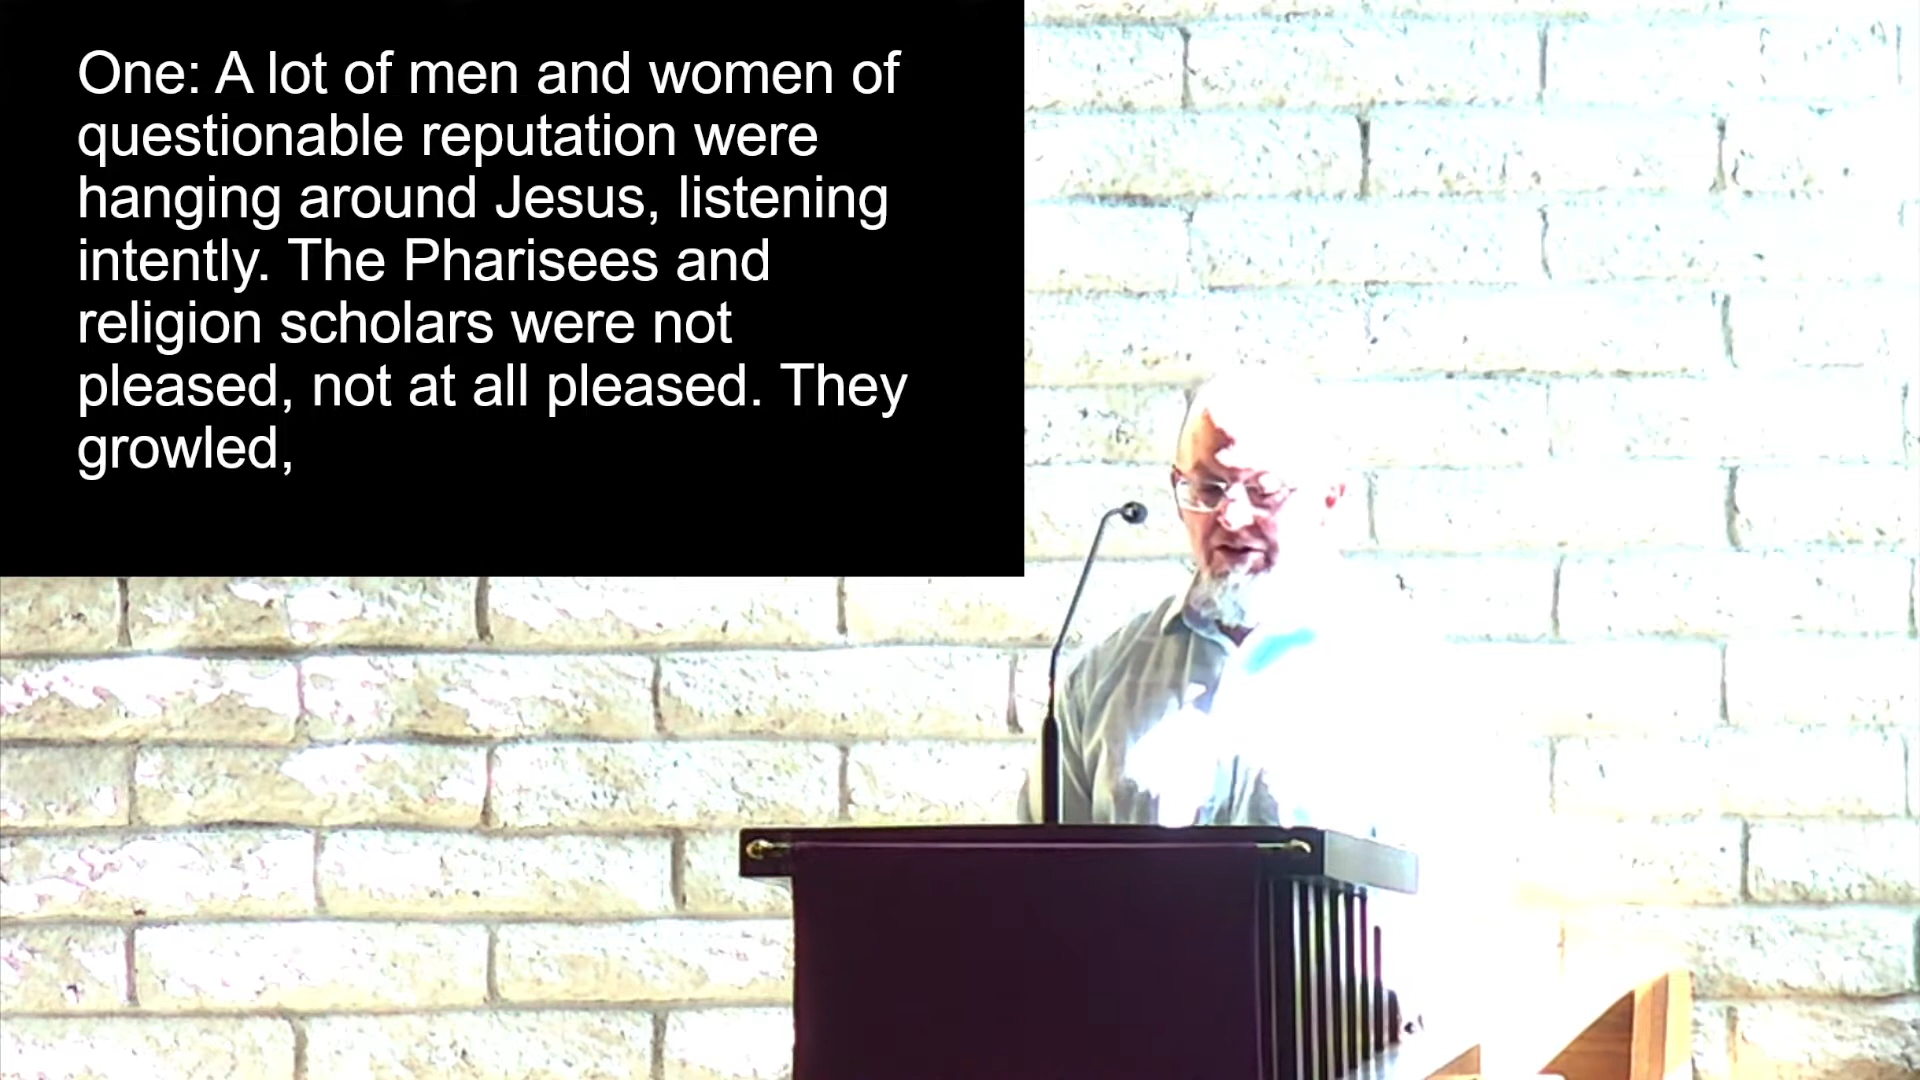 One: A lot of men and women of
questionable reputation were
hanging around Jesus, listening
intently. The Pharisees and
religion scholars were not
pleased, not at all pleased. They
growled,